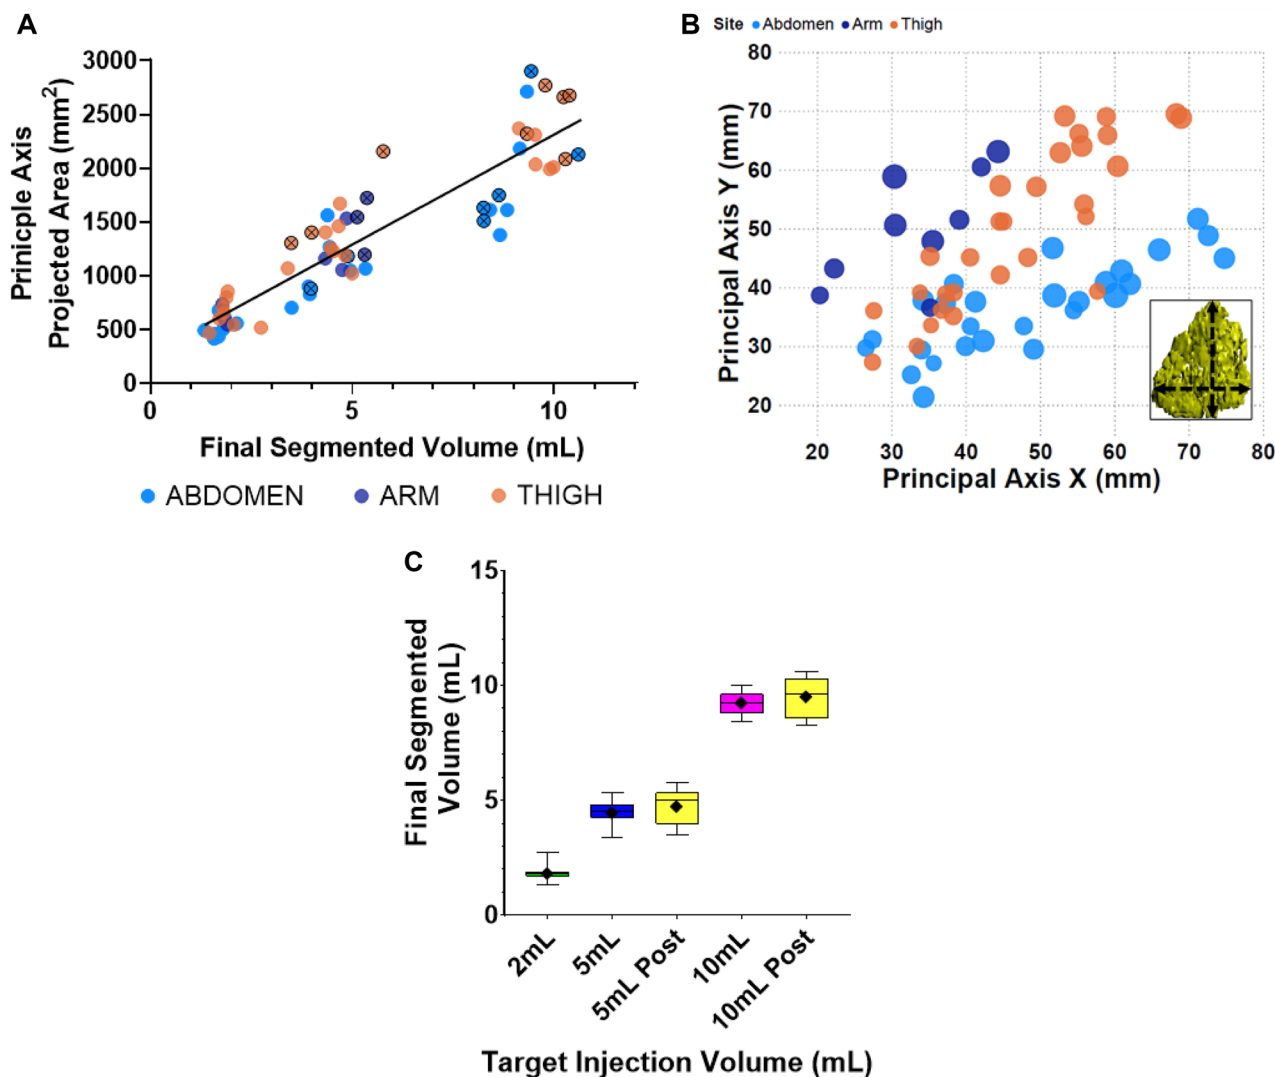 A
Prinicple Axis
Projected Area (mm²)
3000
2500
2000
1500
1000
500
0
0 5 10
Final Segmented Volume (mL)
ABDOMEN ARM THIGH
B
Site Abdomen Arm Thigh
Principal Axis Y (mm)
80
70
60
50
40
30
20
20 30 40 50 60 70 80
Principal Axis X (mm)
C
Final Segmented
Volume (mL)
15
10
5
0
2mL 5mL 5mL Post 10mL 10mL Post
Target Injection Volume (mL)